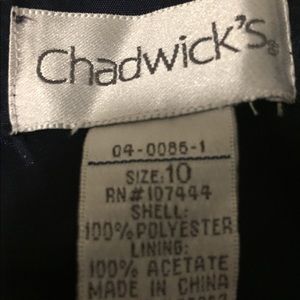 Chadwick's®
04-0085-1
SIZE:10
RN#107444
SHELL:
100%POLYESTER
LINING:
100% ACETATE
MADE IN CHINA